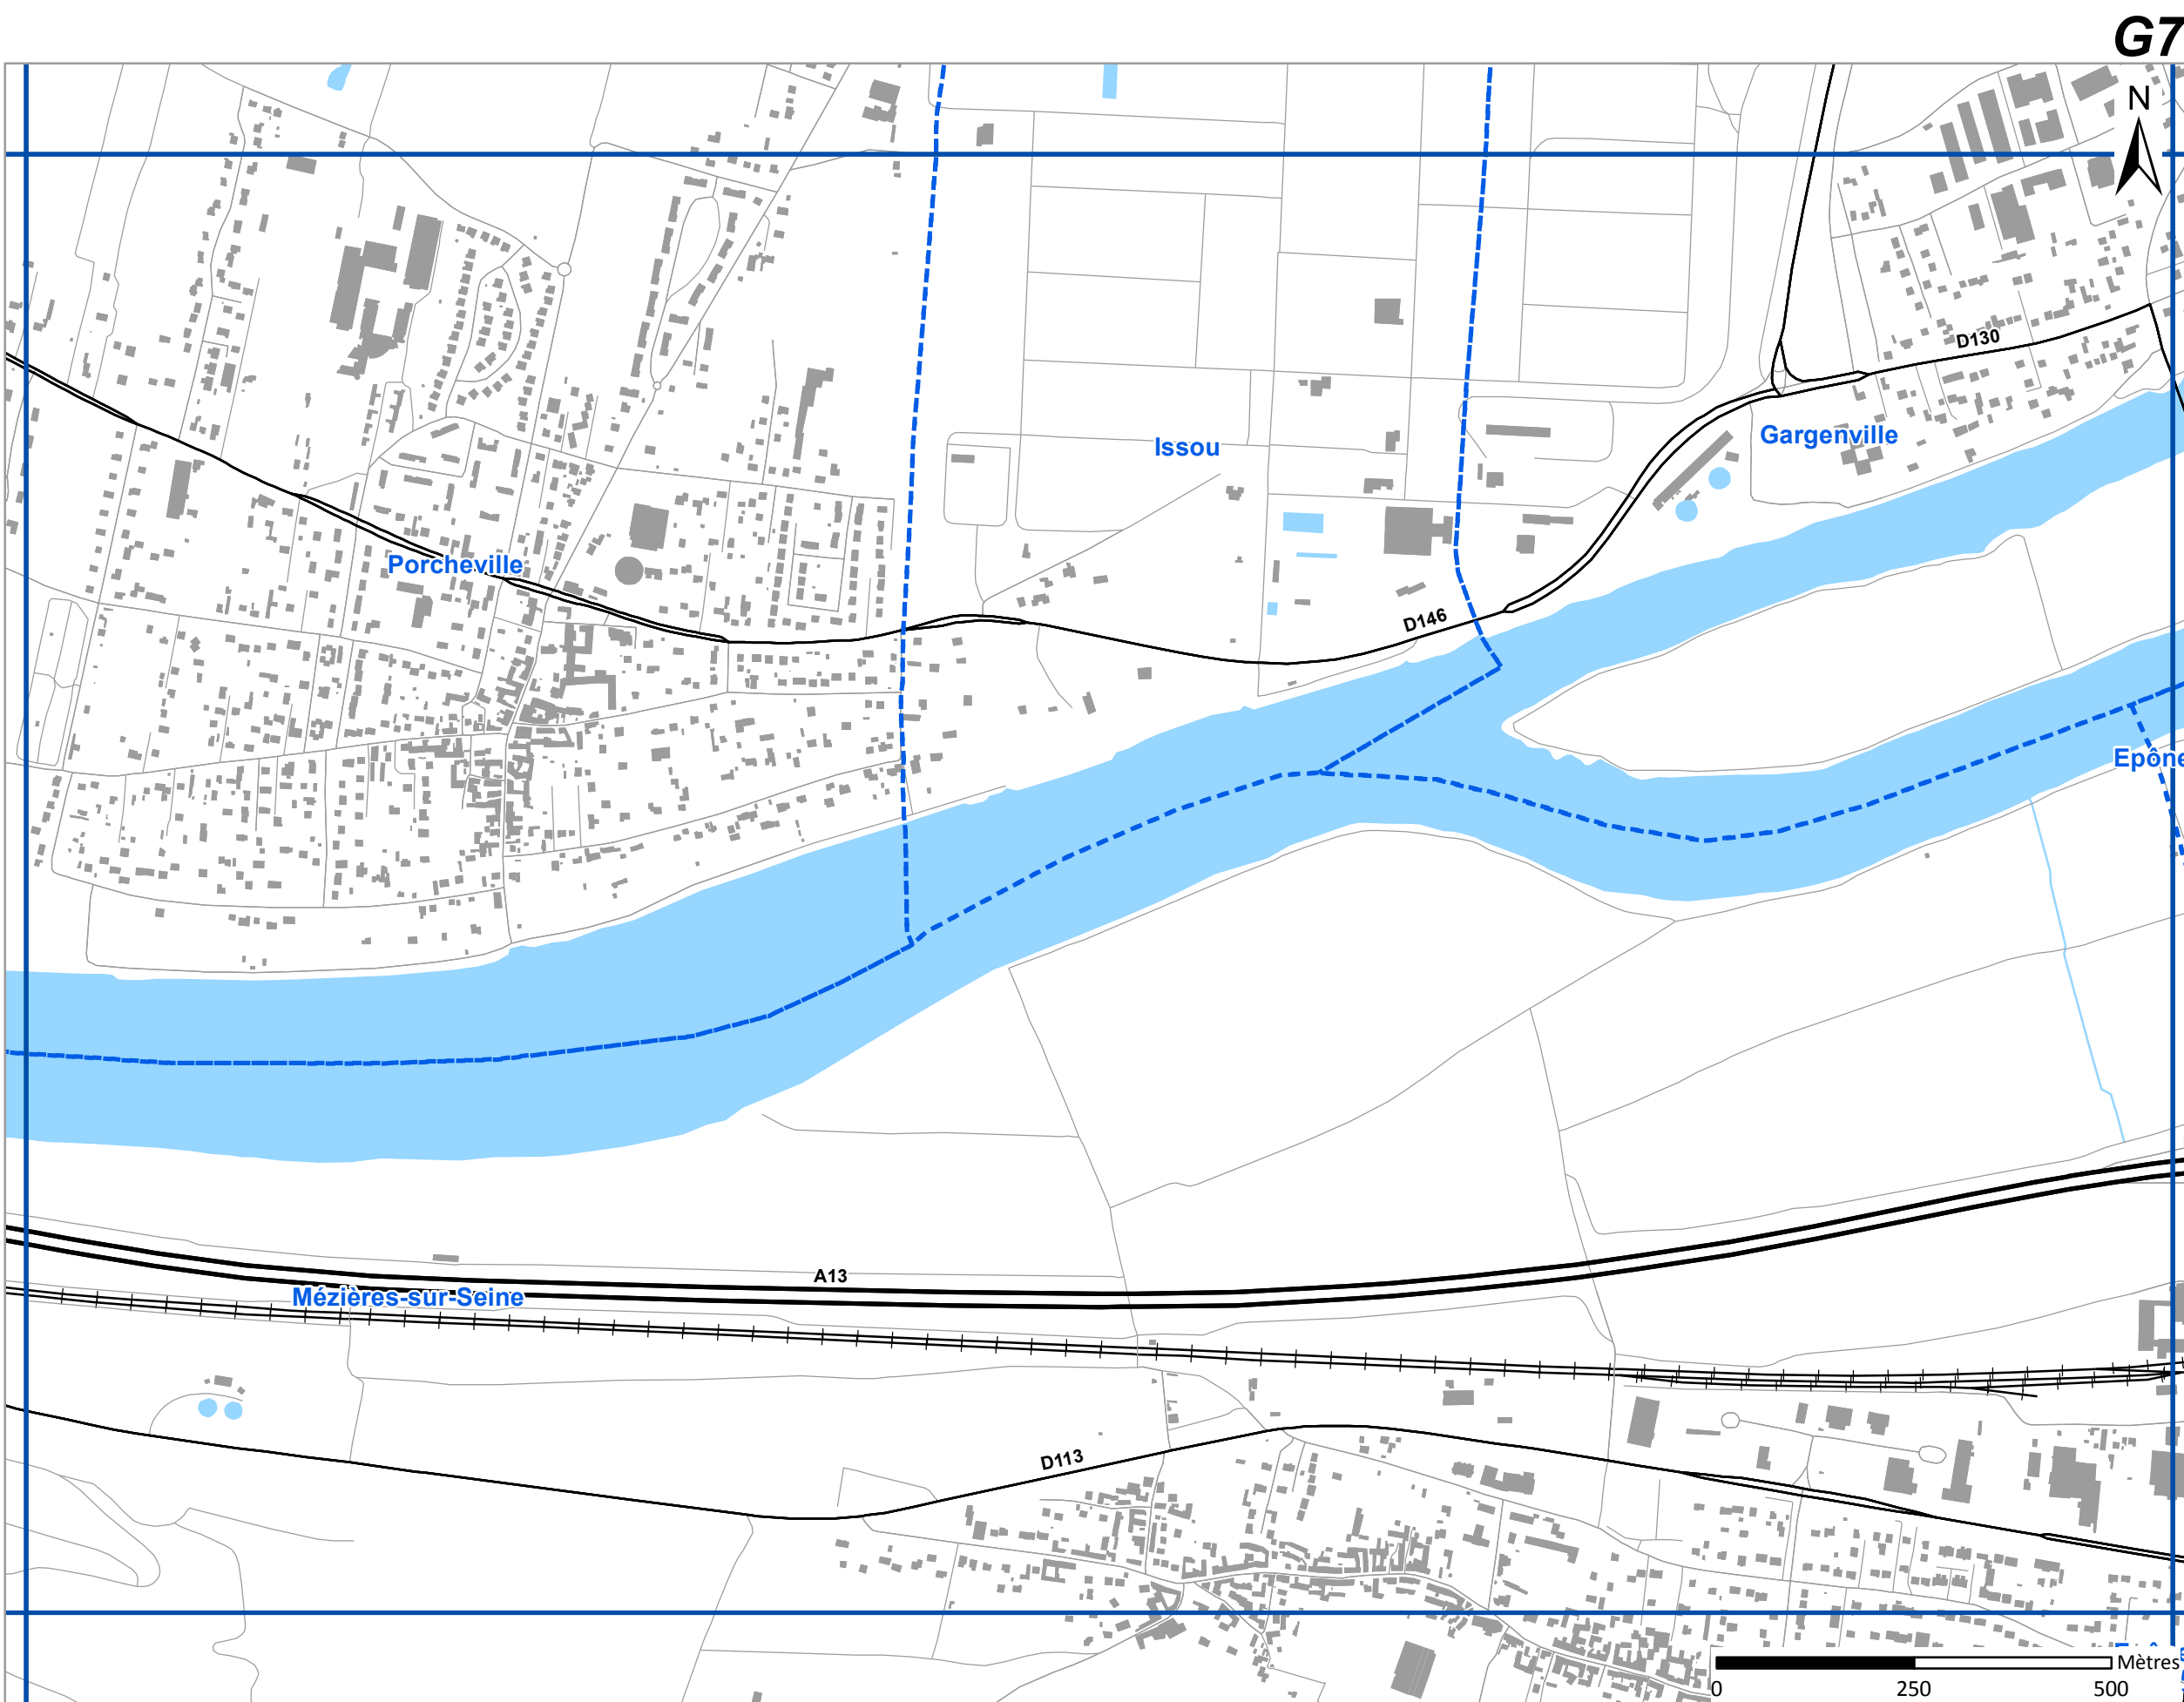 G7
N
D130
Gargenville
Issou
Porcheville
D146
Epône
A13
Mézières-sur-Seine
D113
Mètres
0 250 500